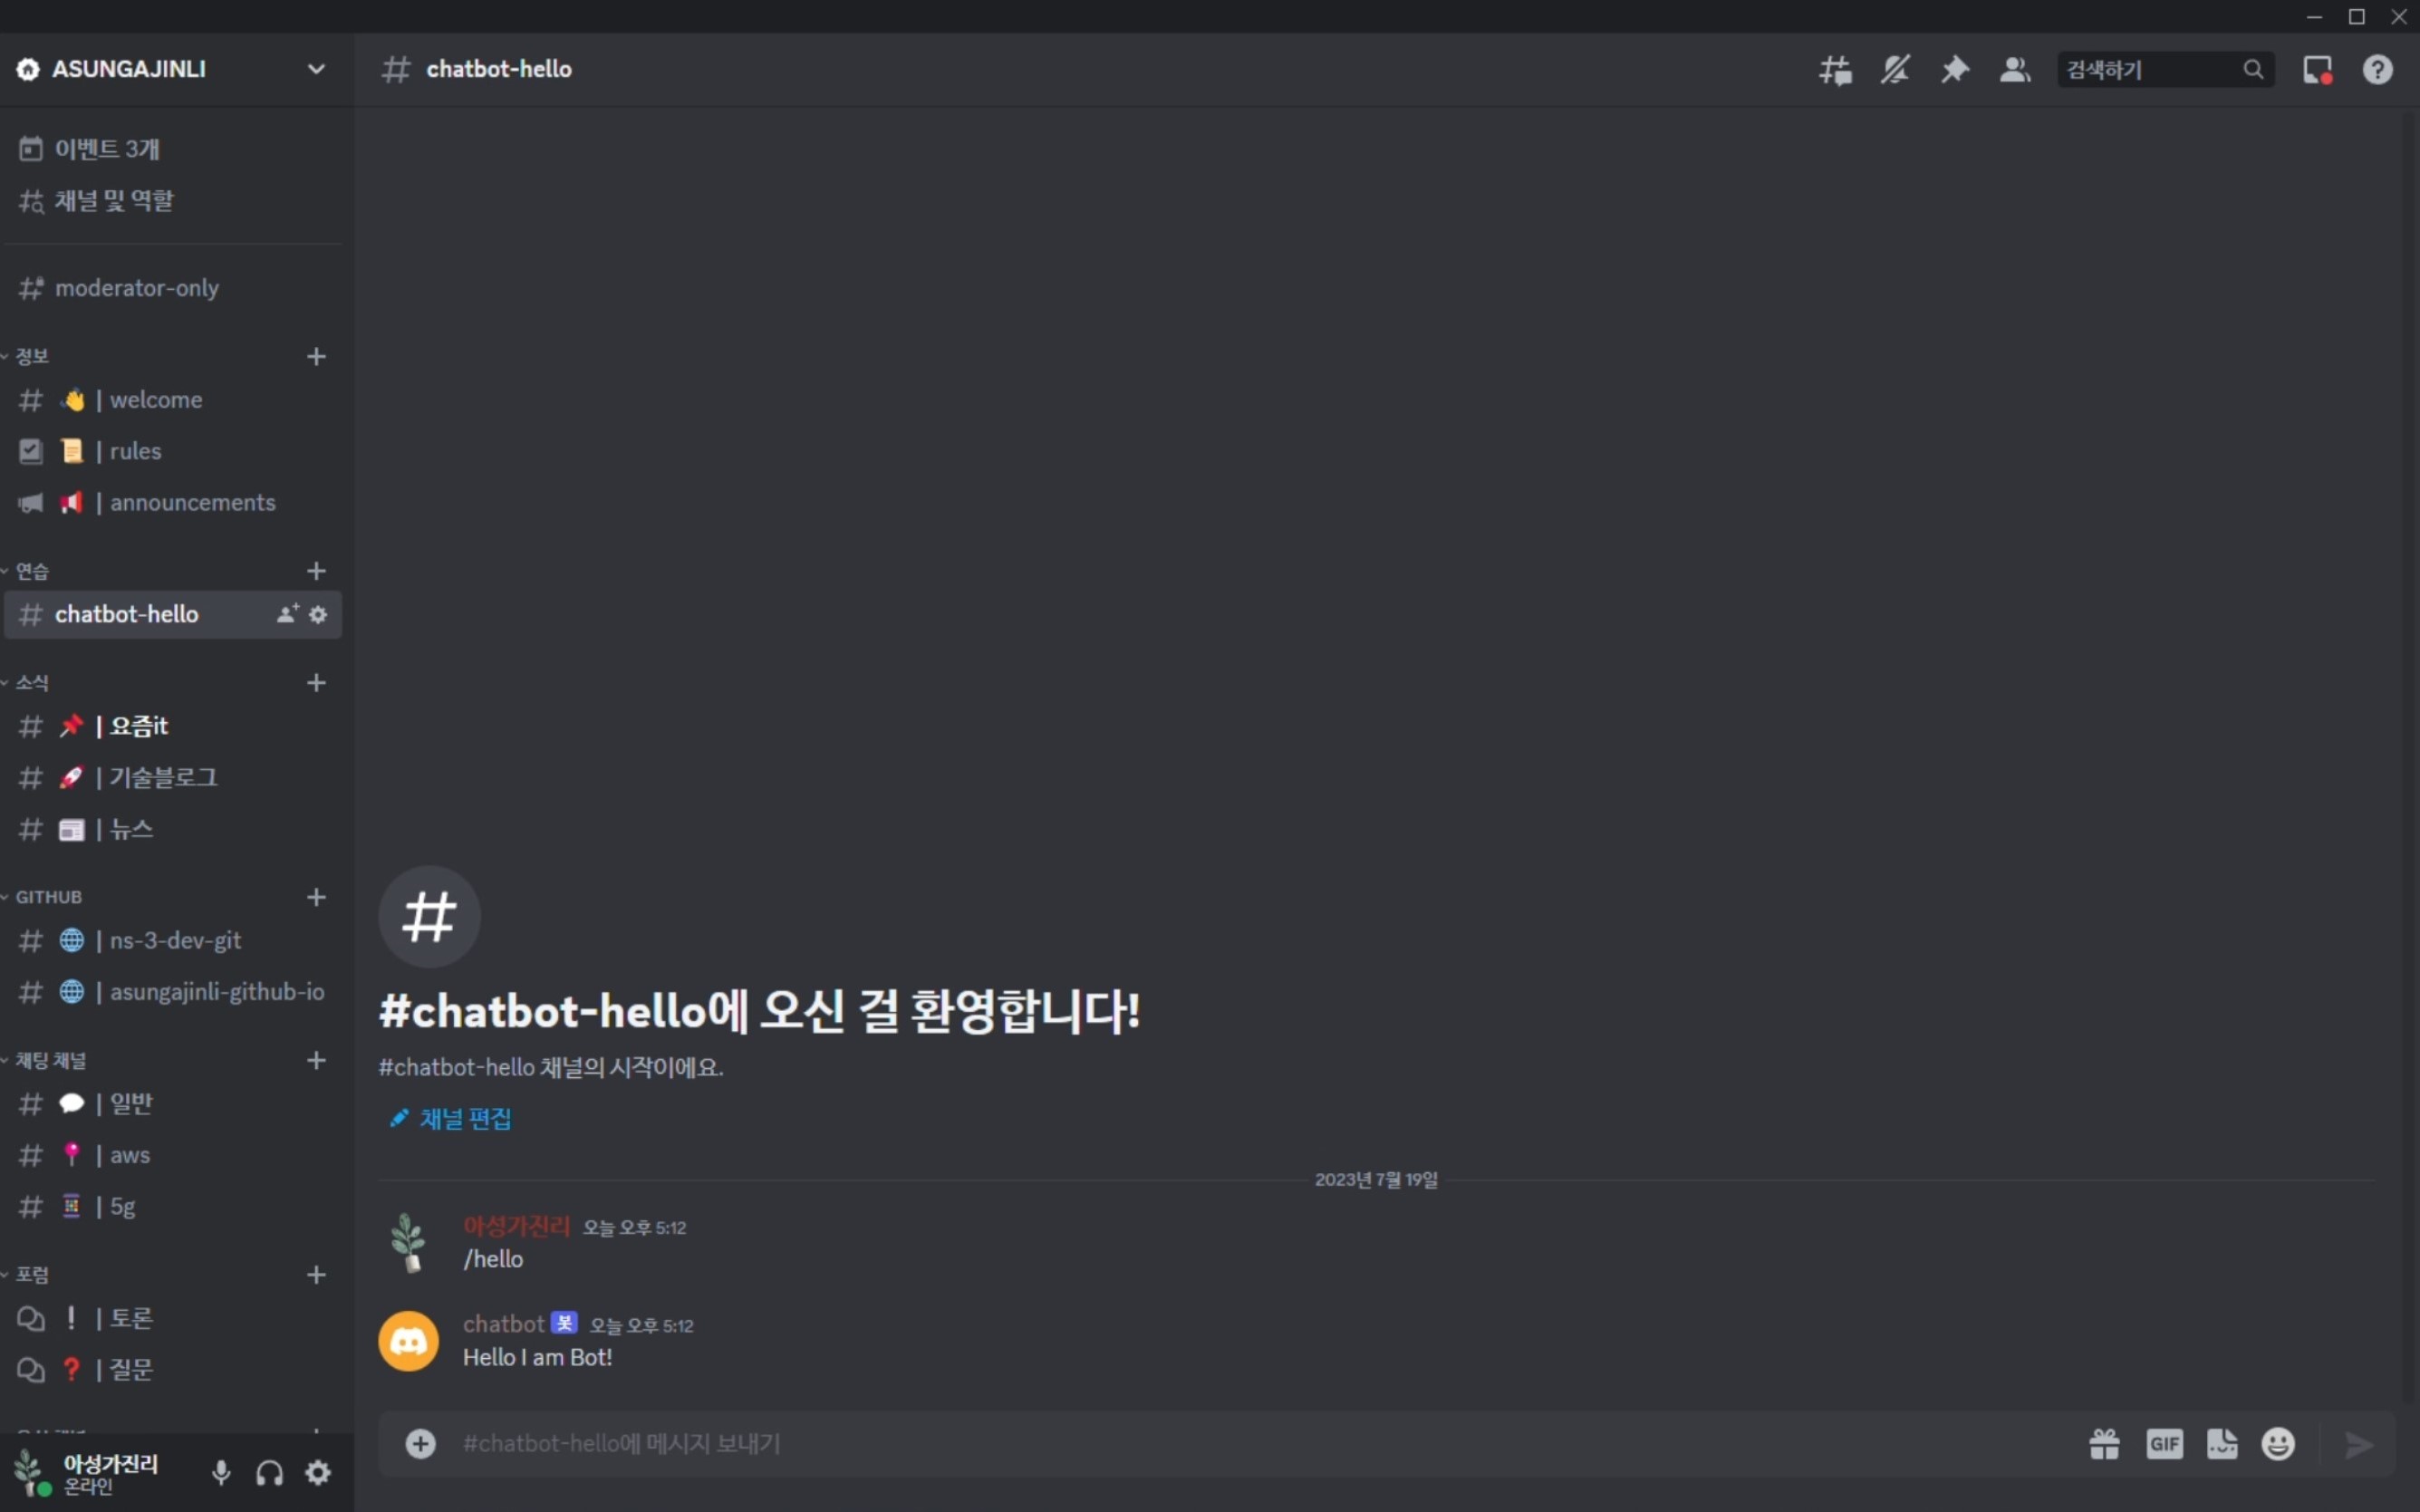 ASUNGAJINLI
이벤트 3개
채널 및 역할
moderator-only
정보
| welcome
| rules
| announcements
연습
chatbot-hello
소식
| 요즘it
| 기술블로그
| 뉴스
GITHUB
| ns-3-dev-git
| asungajinli-github-io
채팅 채널
| 일반
| aws
| 5g
포럼
| 토론
| 질문
아성가진리
온라인
chatbot-hello
검색하기
#chatbot-hello에 오신 걸 환영합니다!
#chatbot-hello 채널의 시작이에요.
채널 편집
2023년 7월 19일
아성가진리 오늘 오후 5:12
/hello
chatbot 봇 오늘 오후 5:12
Hello I am Bot!
#chatbot-hello에 메시지 보내기
GIF